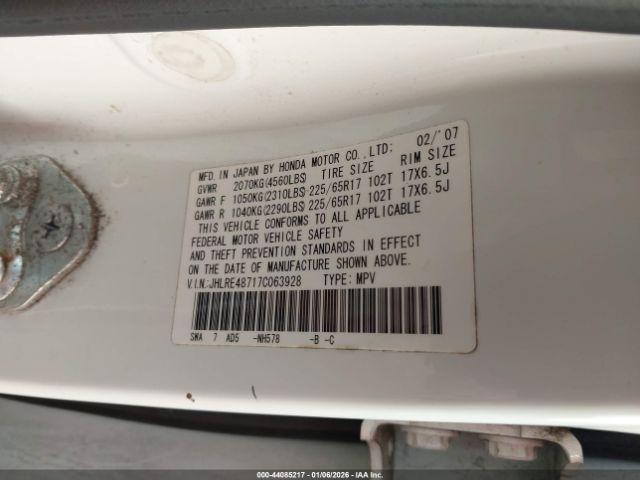 MFD. IN JAPAN BY HONDA MOTOR CO., LTD: 02/'07
GVWR 2070KG(4560LBS) TIRE SIZE RIM SIZE
GAWR F 1050KG(2310LBS) 225/65R17 102T 17X6.5J
GAWR R 1040KG(2290LBS) 225/65R17 102T 17X6.5J
THIS VEHICLE CONFORMS TO ALL APPLICABLE
FEDERAL MOTOR VEHICLE SAFETY
AND THEFT PREVENTION STANDARDS IN EFFECT
ON THE DATE OF MANUFACTURE SHOWN ABOVE.
V.I.N:JHLRE48717C063928 TYPE: MPV
SWA 7 AD5 -NH578 -B -C
000-44085217 - 01/06/2026 - IAA Inc.